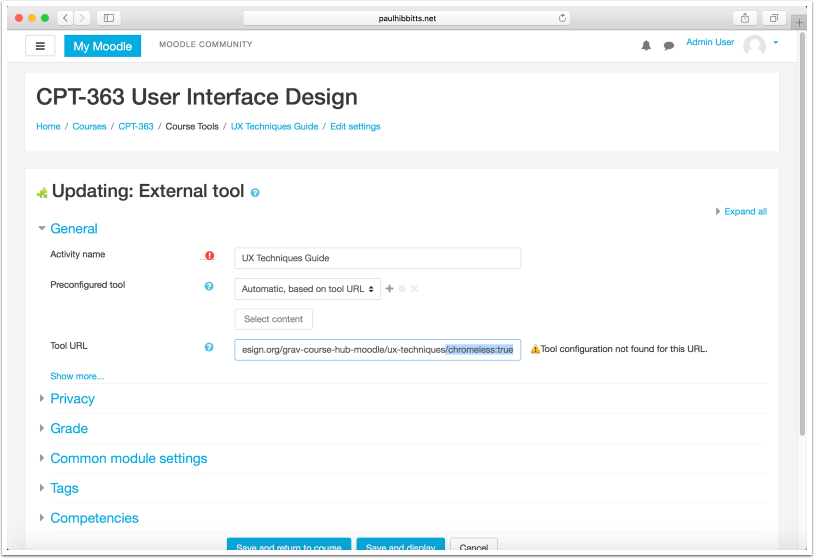 paulhibbitts.net
My Moodle MOODLE COMMUNITY Admin User
CPT-363 User Interface Design
Home / Courses / CPT-363 / Course Tools / UX Techniques Guide / Edit settings
Updating: External tool
Expand all
General
Activity name UX Techniques Guide
Preconfigured tool Automatic, based on tool URL
Select content
Tool URL esign.org/grav-course-hub-moodle/ux-techniques/chromeless:true Tool configuration not found for this URL.
Show more...
Privacy
Grade
Common module settings
Tags
Competencies
Save and return to course Save and display Cancel